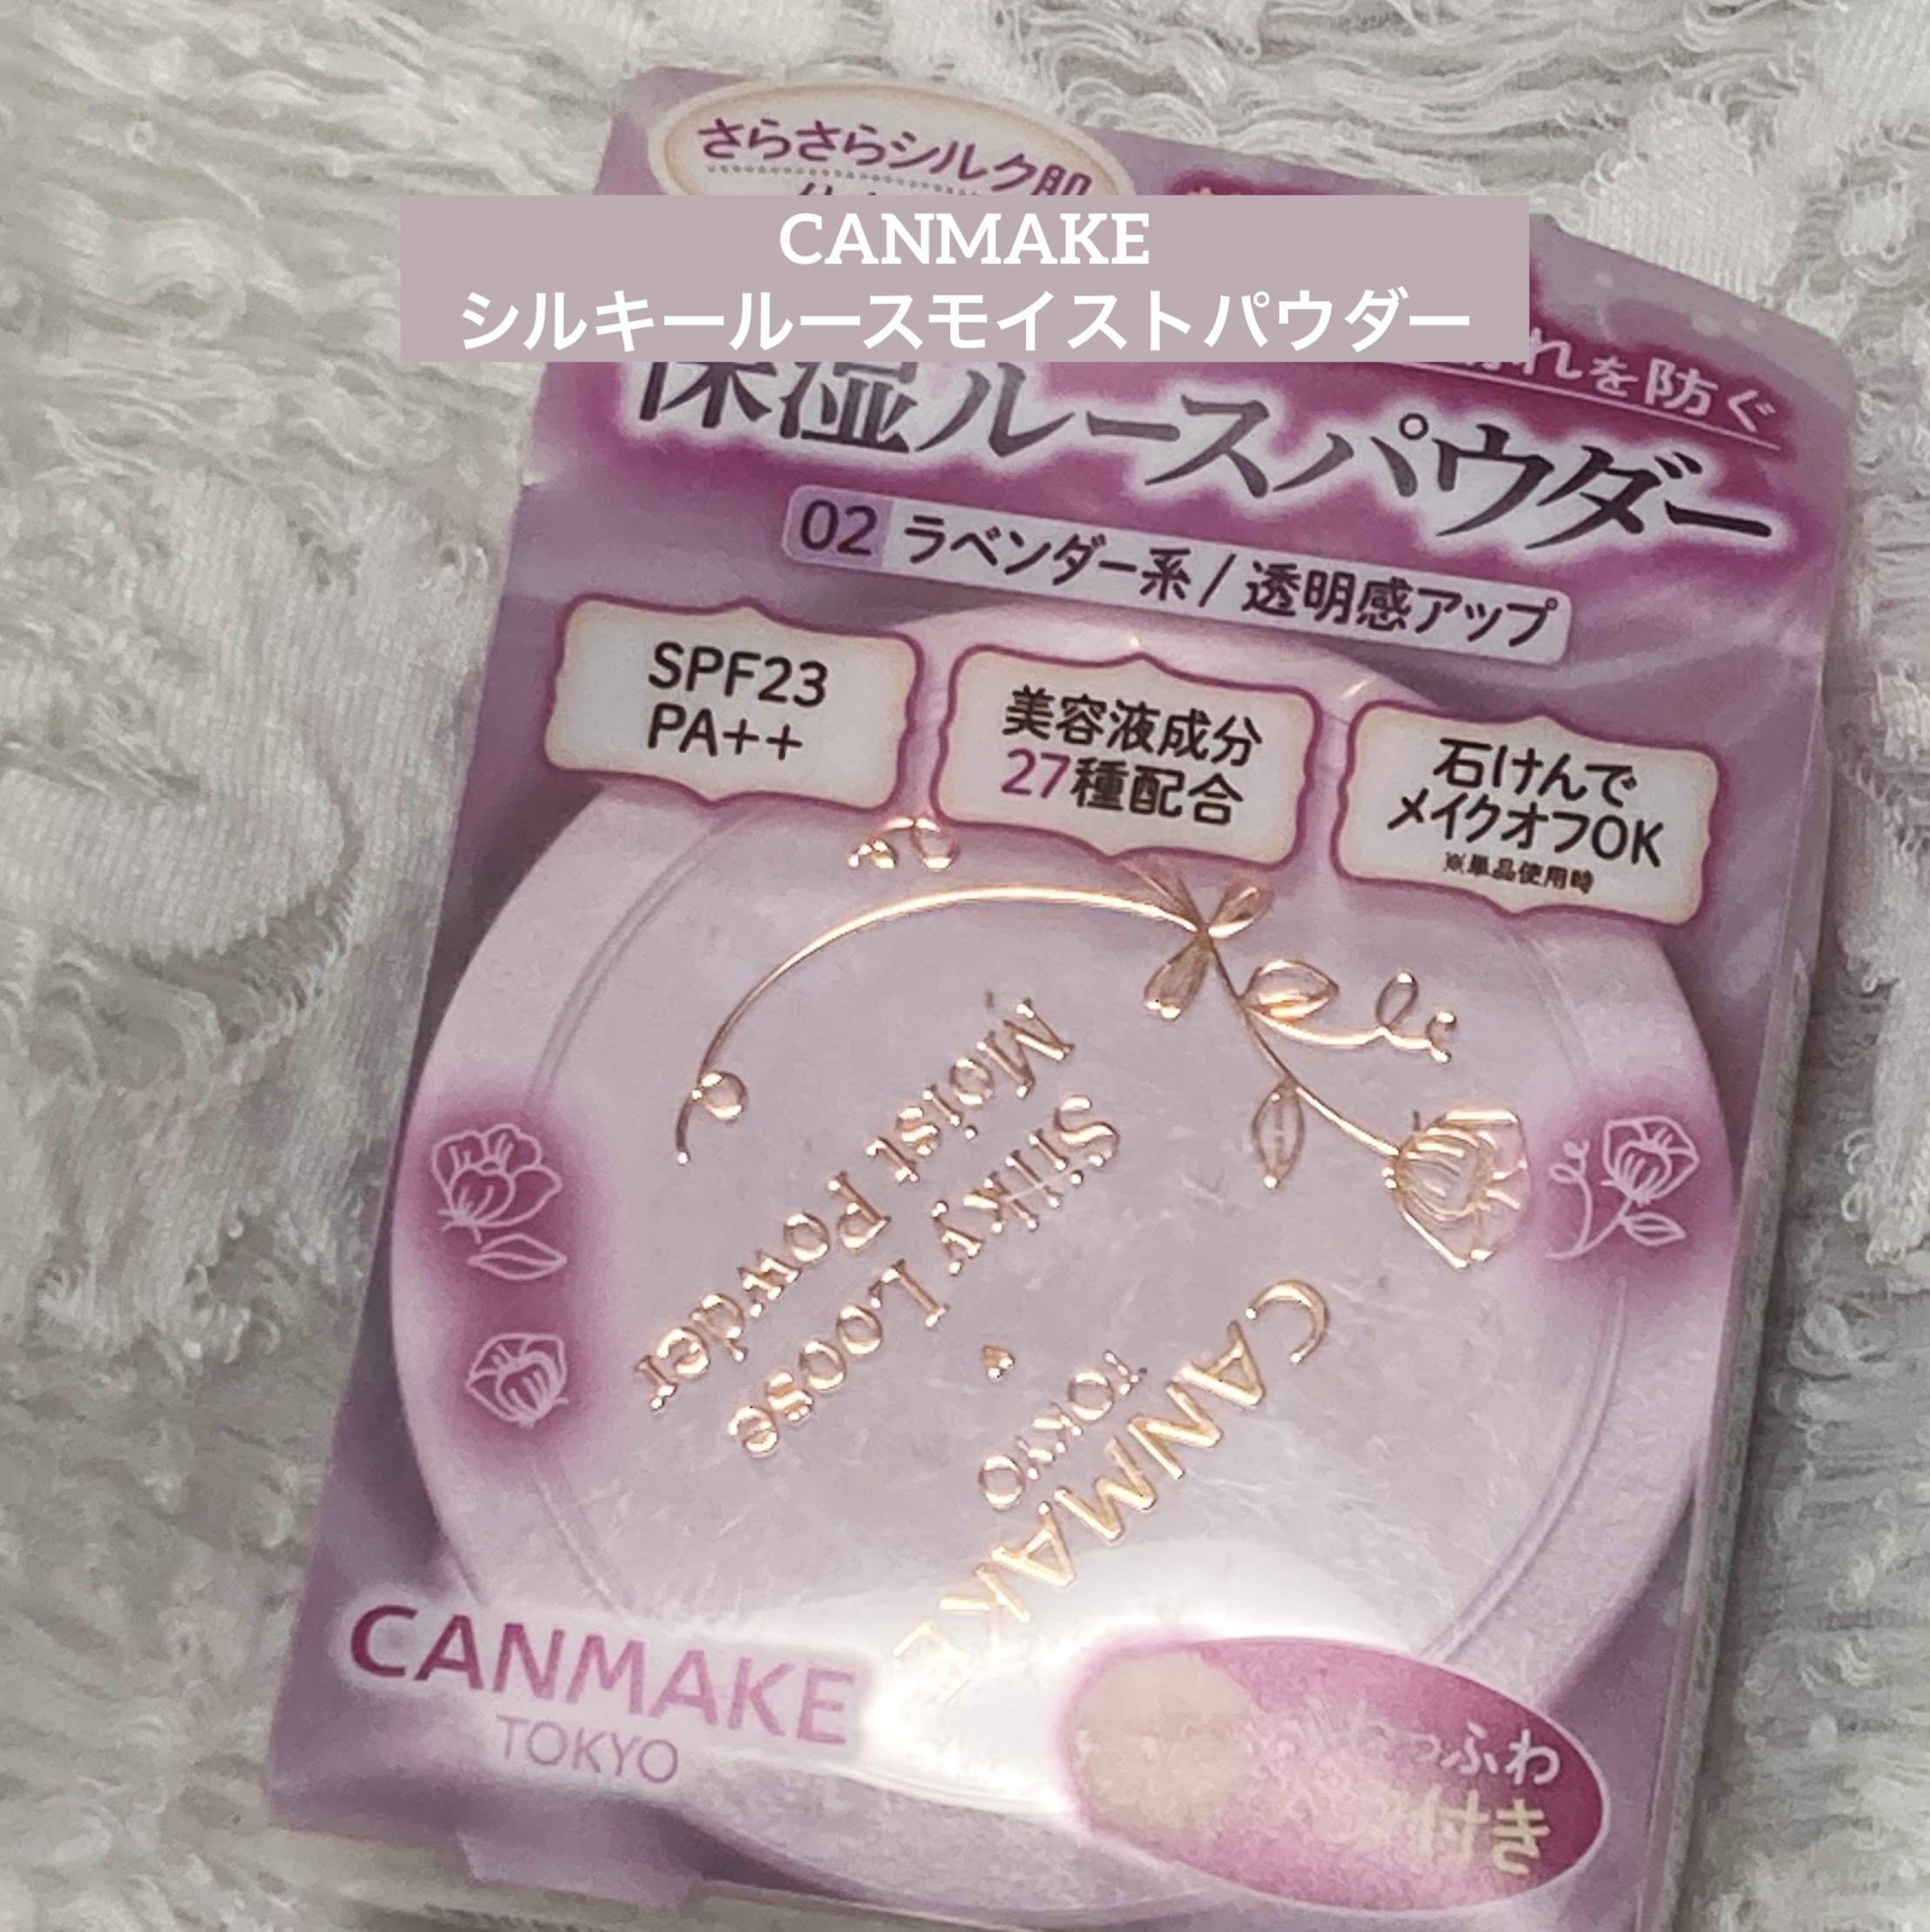 さらさらシルク肌
CANMAKE
シルキールースモイストパウダー
れを防ぐ
保湿ルースパウダー
02 ラベンダー系 / 透明感アップ
SPF23
PA++
美容液成分
27種配合
石けんで
メイクオフOK
※単品使用時
Moist Powder
Silky Loose
TOKYO
CANMAKE
CANMAKE
TOKYO
ふわ
付き